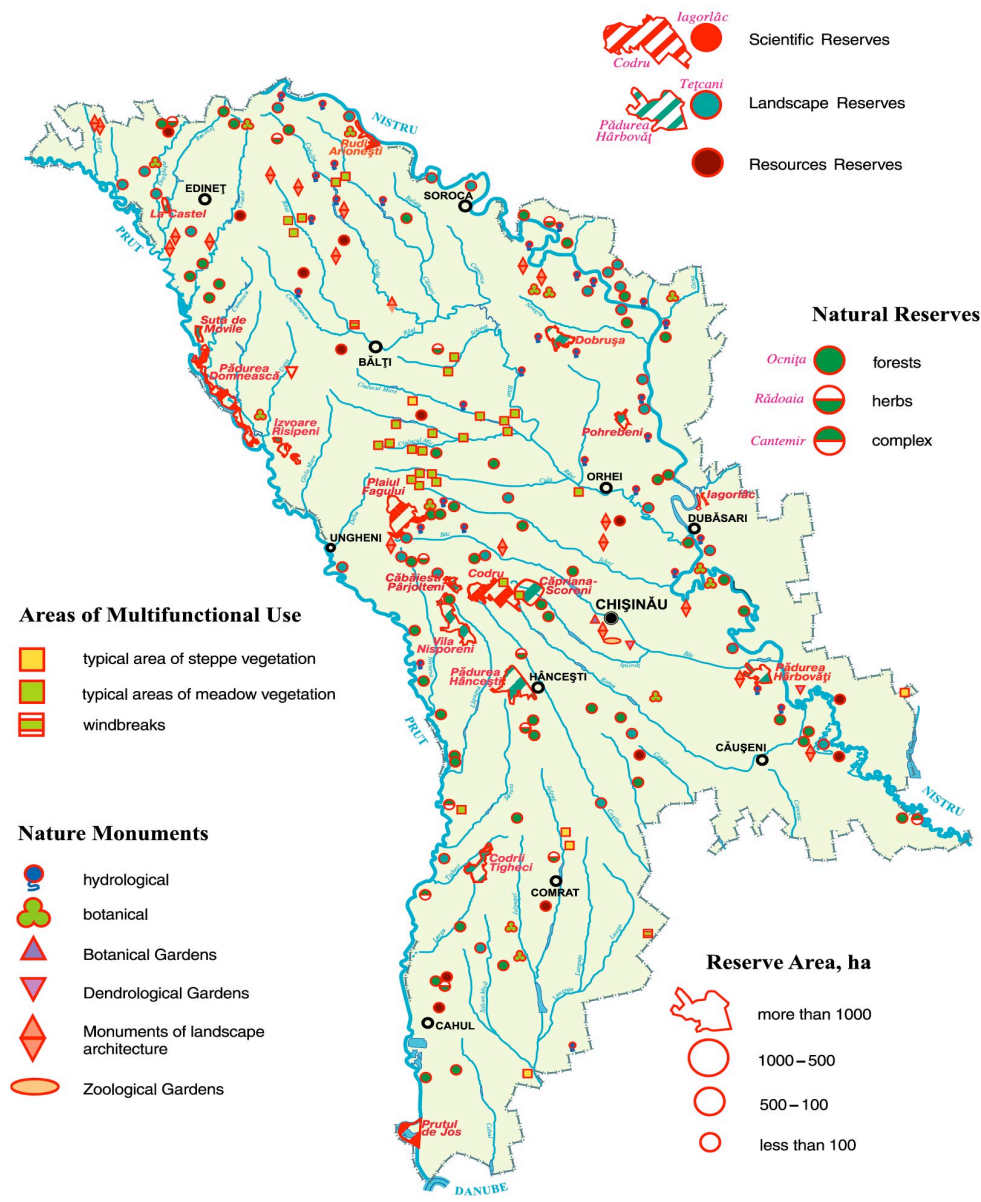 Iagorlâc
Scientific Reserves
Codru
Teţcani
Landscape Reserves
Pădurea
Hârbovăţ
Resources Reserves
NISTRU
Rudi-
Arioneşti
EDINEŢ
SOROCA
La Castel
PRUT
Suta de
Movile
Dobruşa
BĂLŢI
Pădurea
Domnească
Natural Reserves
Ocniţa
forests
Rădoaia
herbs
Cantemir
complex
Izvoare
Risipeni
Pohrebeni
Plaiul
Fagului
ORHEI
Iagorlâc
DUBĂSARI
UNGHENI
Căbăieşti
Pârjolteni
Codru
Căpriana-
Scoreni
CHIŞINĂU
Areas of Multifunctional Use
typical area of steppe vegetation
typical areas of meadow vegetation
windbreaks
Vila
Nisporeni
Pădurea
Hânceşti
HÂNCEŞTI
Pădurea
Hârbovăţi
PRUT
CĂUŞENI
NISTRU
Nature Monuments
hydrological
botanical
Botanical Gardens
Dendrological Gardens
Monuments of landscape
architecture
Zoological Gardens
Codrii
Tigheci
COMRAT
CAHUL
Prutul
de Jos
DANUBE
Reserve Area, ha
more than 1000
1000–500
500–100
less than 100